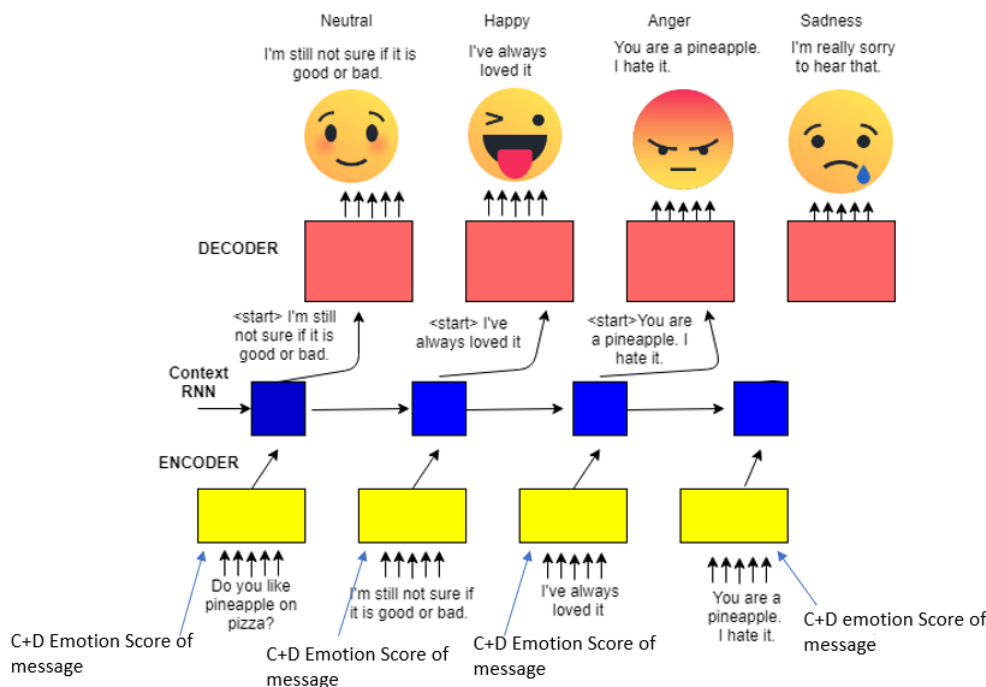 Neutral
Happy
Anger
Sadness
I'm still not sure if it is
good or bad.
I've always
loved it
You are a pineapple.
I hate it.
I'm really sorry
to hear that.
DECODER
<start> I'm still
not sure if it is
good or bad.
<start> I've
always loved it
<start>You are
a pineapple. I
hate it.
Context
RNN
ENCODER
Do you like
pineapple on
pizza?
I'm still not sure if
it is good or bad.
I've always
loved it
You are a
pineapple.
I hate it.
C+D Emotion Score of
message
C+D Emotion Score of
message
C+D Emotion Score of
message
C+D emotion Score of
message